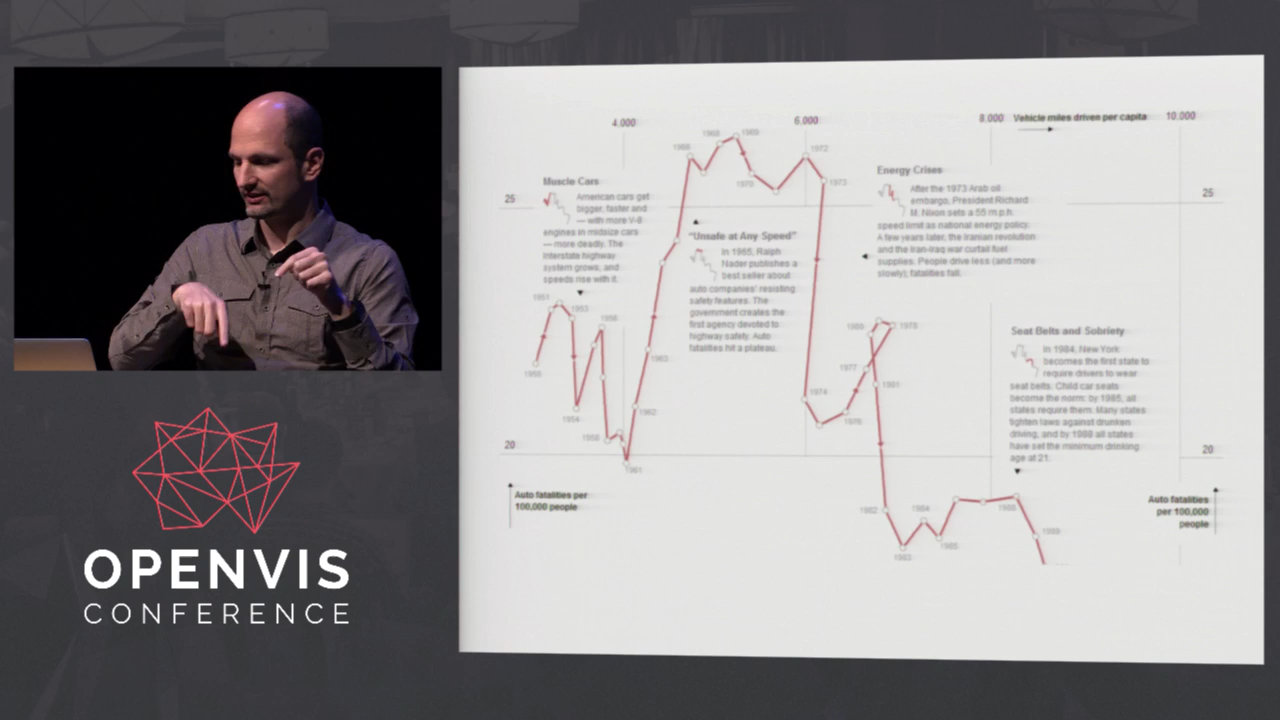 OPENVIS
CONFERENCE
4.000
6.000
8.000
Vehicle miles driven per capita
10.000
25
25
20
20
Muscle Cars
American cars get
bigger, faster and
— with more V-8
engines in midsize cars
— more deadly. The
interstate highway
system grows, and
speeds rise with it.
"Unsafe at Any Speed"
In 1965, Ralph
Nader publishes a
best seller about
auto companies' resisting
safety features. The
government creates the
first agency devoted to
highway safety. Auto
fatalities hit a plateau.
Energy Crises
After the 1973 Arab oil
embargo, President Richard
M. Nixon sets a 55 m.p.h.
speed limit as national energy policy.
A few years later, the Iranian revolution
and the Iran-Iraq war curtail fuel
supplies. People drive less (and more
slowly); fatalities fall.
Seat Belts and Sobriety
In 1984, New York
becomes the first state to
require drivers to wear
seat belts. Child car seats
become the norm: by 1985, all
states require them. Many states
tighten laws against drunken
driving, and by 1988 all states
have set the minimum drinking
age at 21.
Auto fatalities per
100,000 people
Auto fatalities
per 100,000
people
1951
1953
1956
1954
1961
1962
1963
1969
1970
1972
1973
1974
1976
1977
1978
1981
1982
1983
1984
1985
1988
1989